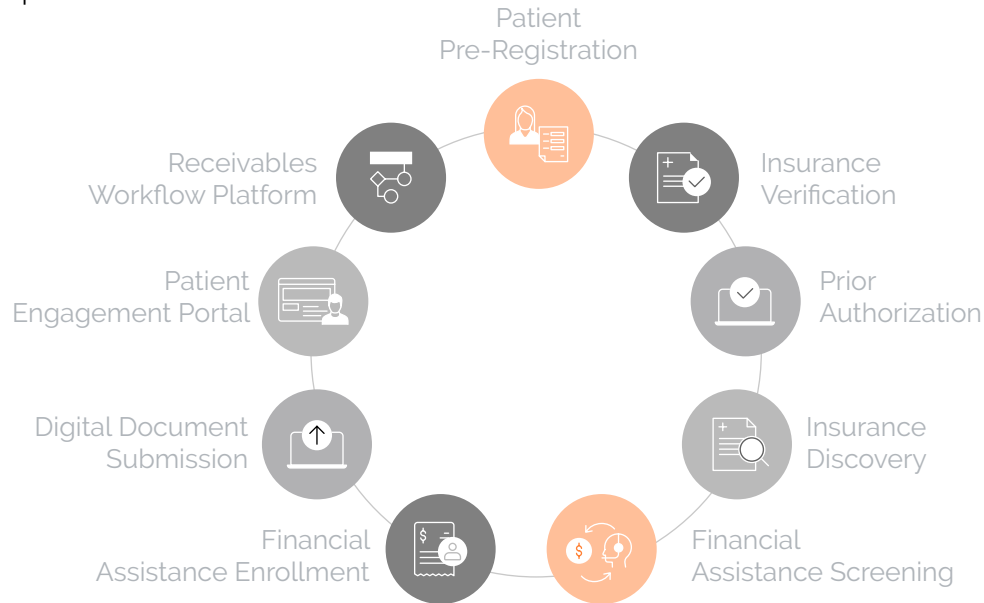 Patient
Pre-Registration
Insurance
Verification
Prior
Authorization
Insurance
Discovery
Financial
Assistance Screening
Financial
Assistance Enrollment
Digital Document
Submission
Patient
Engagement Portal
Receivables
Workflow Platform
$
$